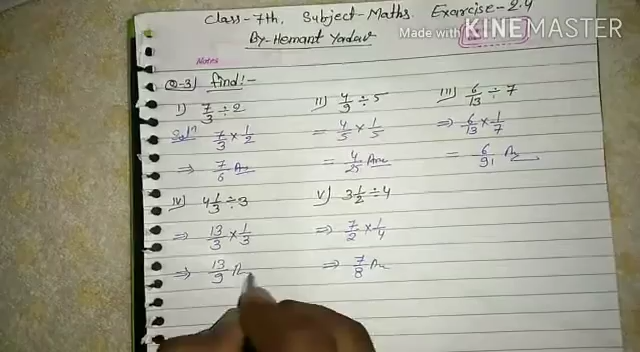 Class-7th, Subject-Maths. Exercise-2.4
Made with KINEMASTER
By-Hemant Yadav
Notes
Q-3) find:-
i) 7/3 ÷ 2
ii) 4/9 ÷ 5
iii) 6/13 ÷ 7
Solⁿ 7/3 × 1/2
= 4/5 × 1/5
⇒ 6/13 × 1/7
⇒ 7/6 Ans
= 4/25 Ans
= 6/91 Ans
iv) 4 1/3 ÷ 3
v) 3 1/2 ÷ 4
⇒ 13/3 × 1/3
⇒ 7/2 × 1/4
⇒ 13/9 A
⇒ 7/8 Ans